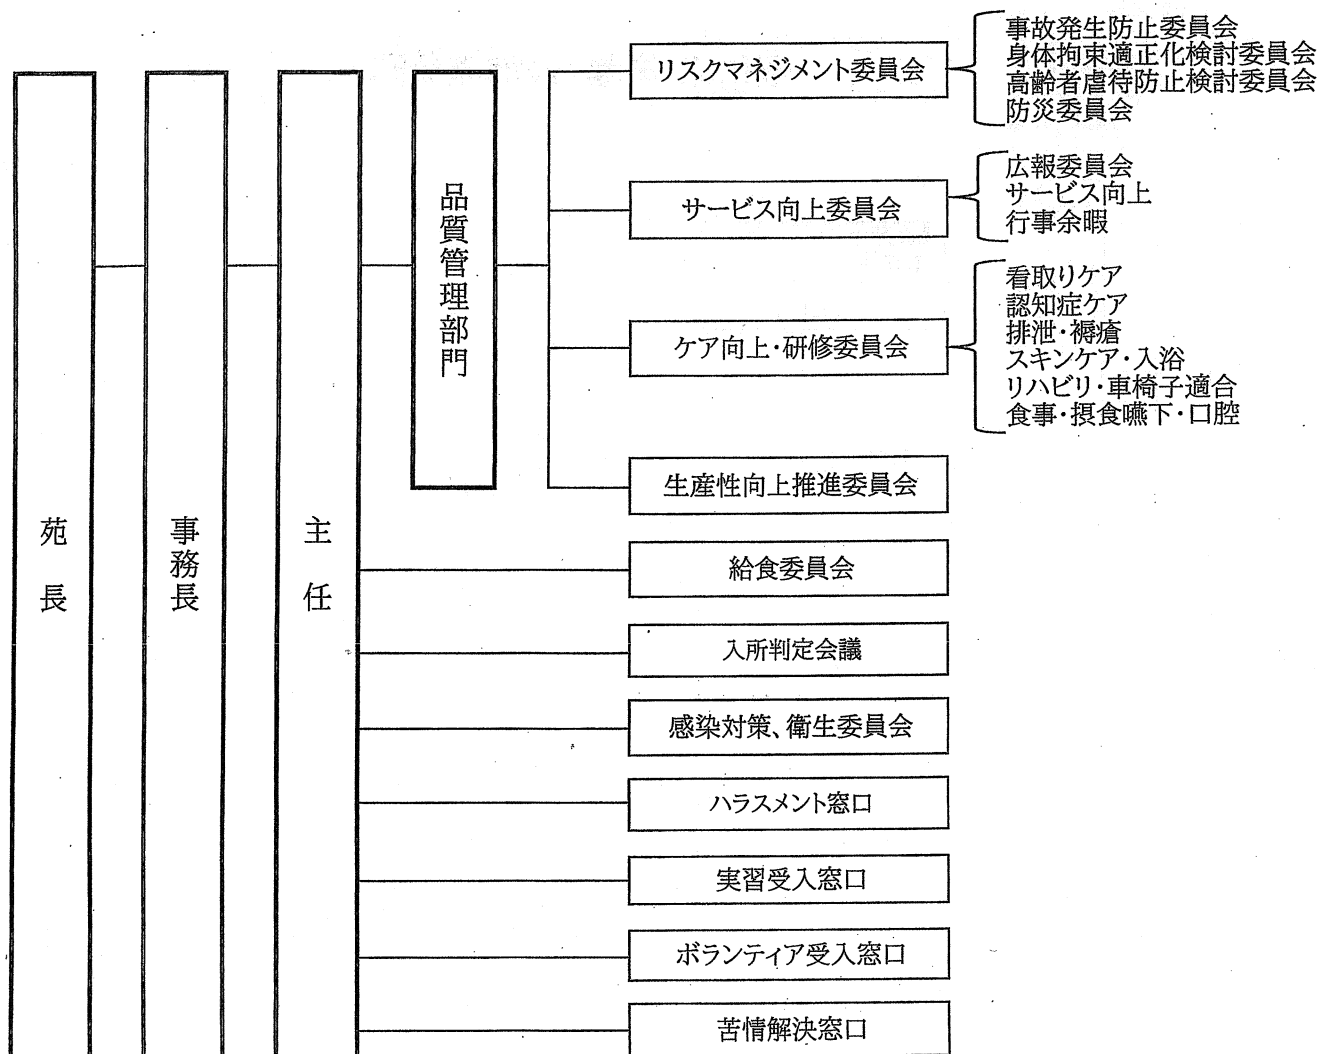 苑長
事務長
主任
品質管理部門
リスクマネジメント委員会
事故発生防止委員会
身体拘束適正化検討委員会
高齢者虐待防止検討委員会
防災委員会
サービス向上委員会
広報委員会
サービス向上
行事余暇
ケア向上・研修委員会
看取りケア
認知症ケア
排泄・褥瘡
スキンケア・入浴
リハビリ・車椅子適合
食事・摂食嚥下・口腔
生産性向上推進委員会
給食委員会
入所判定会議
感染対策、衛生委員会
ハラスメント窓口
実習受入窓口
ボランティア受入窓口
苦情解決窓口